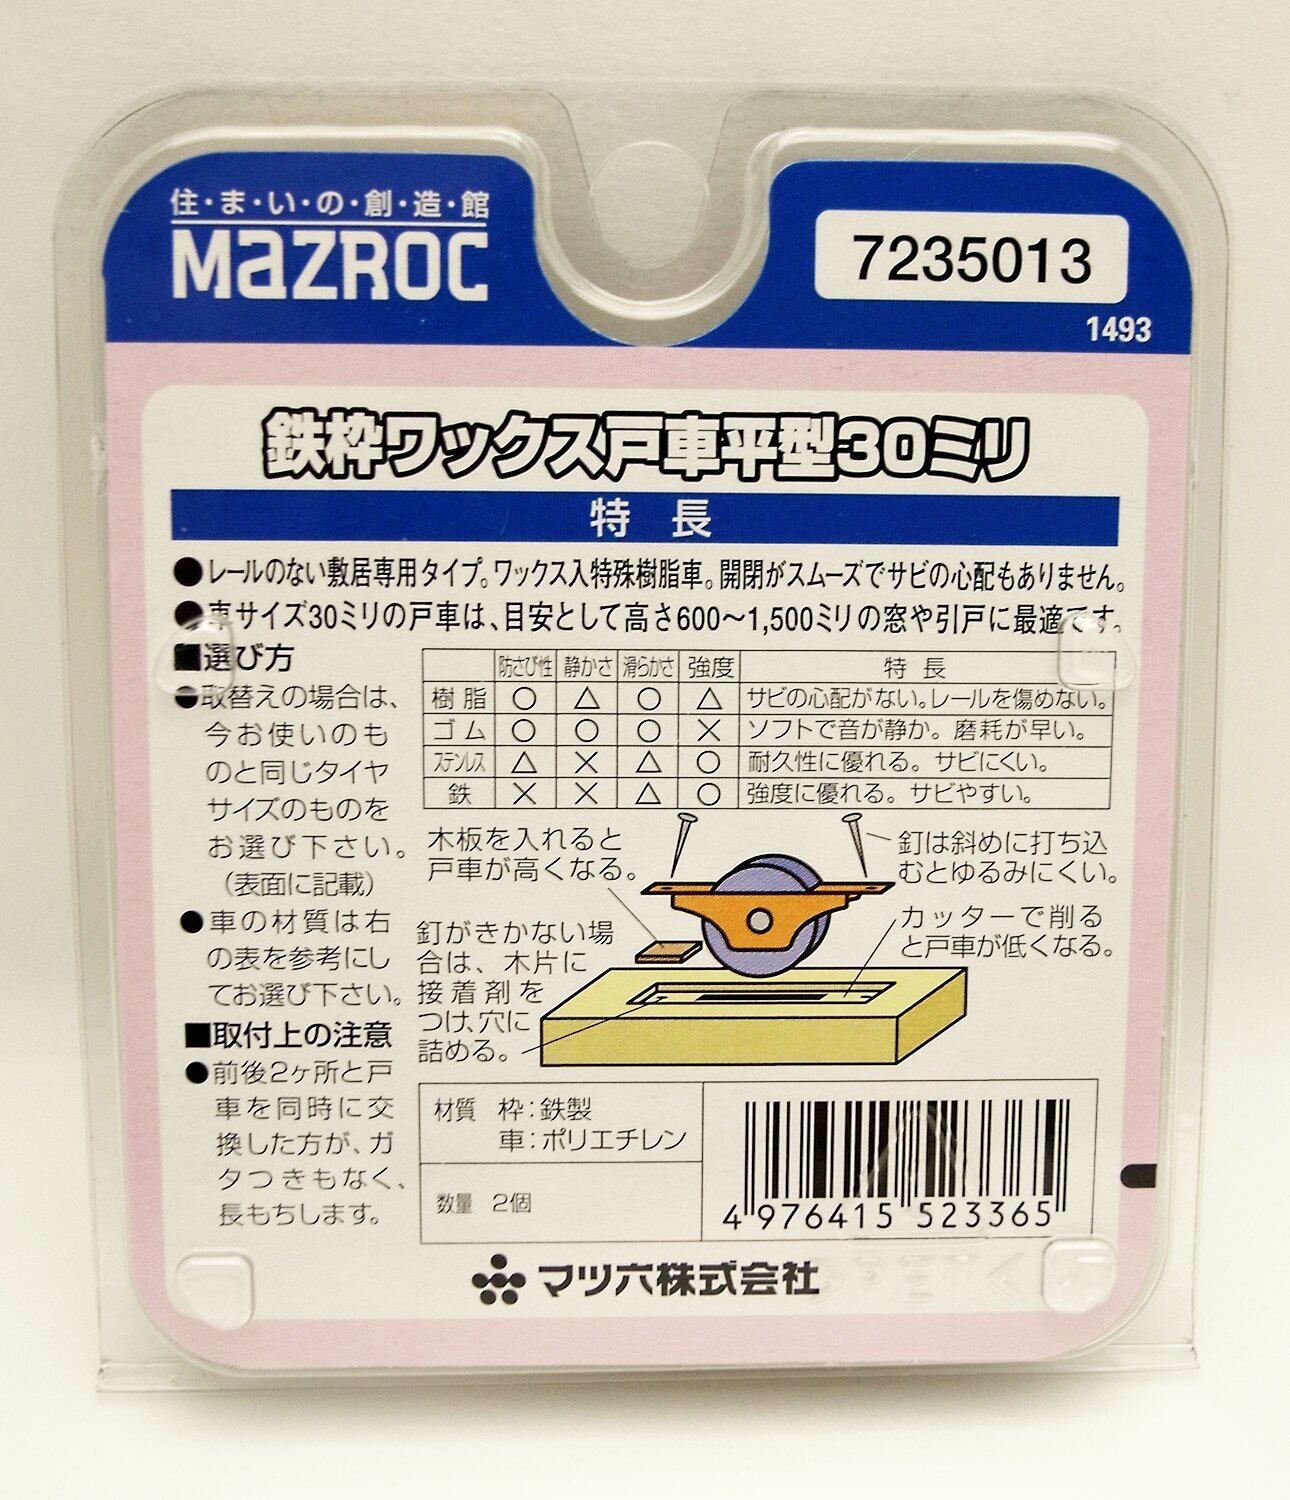 住・ま・い・の・創・造・館
MAZROC
7235013
1493
鉄枠ワックス戸車平型30ミリ
特 長
●レールのない敷居専用タイプ。ワックス入特殊樹脂車。開閉がスムーズでサビの心配もありません。
●車サイズ30ミリの戸車は、目安として高さ600〜1,500ミリの窓や引戸に最適です。
■選び方
●取替えの場合は、
今お使いのも
のと同じタイヤ
サイズのものを
お選び下さい。
(表面に記載)
●車の材質は右
の表を参考にし
てお選び下さい。
■取付上の注意
●前後2ヶ所と戸
車を同時に交
換した方が、ガ
タつきもなく、
長もちします。
防さび性 静かさ 滑らかさ 強度 特 長
樹脂 ○ △ ○ △ サビの心配がない。レールを傷めない。
ゴム ○ ○ ○ × ソフトで音が静か。磨耗が早い。
ステンレス △ × △ ○ 耐久性に優れる。サビにくい。
鉄 × × △ ○ 強度に優れる。サビやすい。
木板を入れると
戸車が高くなる。
釘は斜めに打ち込
むとゆるみにくい。
釘がきかない場
合は、木片に
接着剤を
つけ、穴に
詰める。
カッターで削る
と戸車が低くなる。
材質 枠:鉄製
車:ポリエチレン
数量 2個
4976415523365
マツ六株式会社